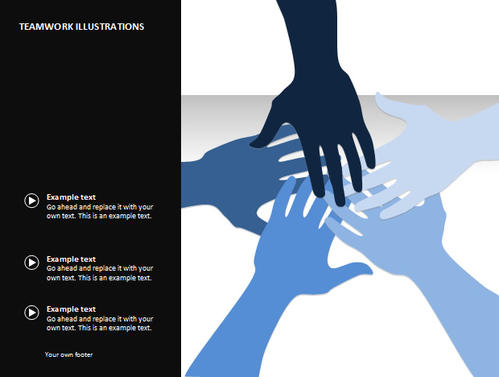 TEAMWORK ILLUSTRATIONS
Example text
Go ahead and replace it with your
own text. This is an example text.
Example text
Go ahead and replace it with your
own text. This is an example text.
Example text
Go ahead and replace it with your
own text. This is an example text.
Your own footer